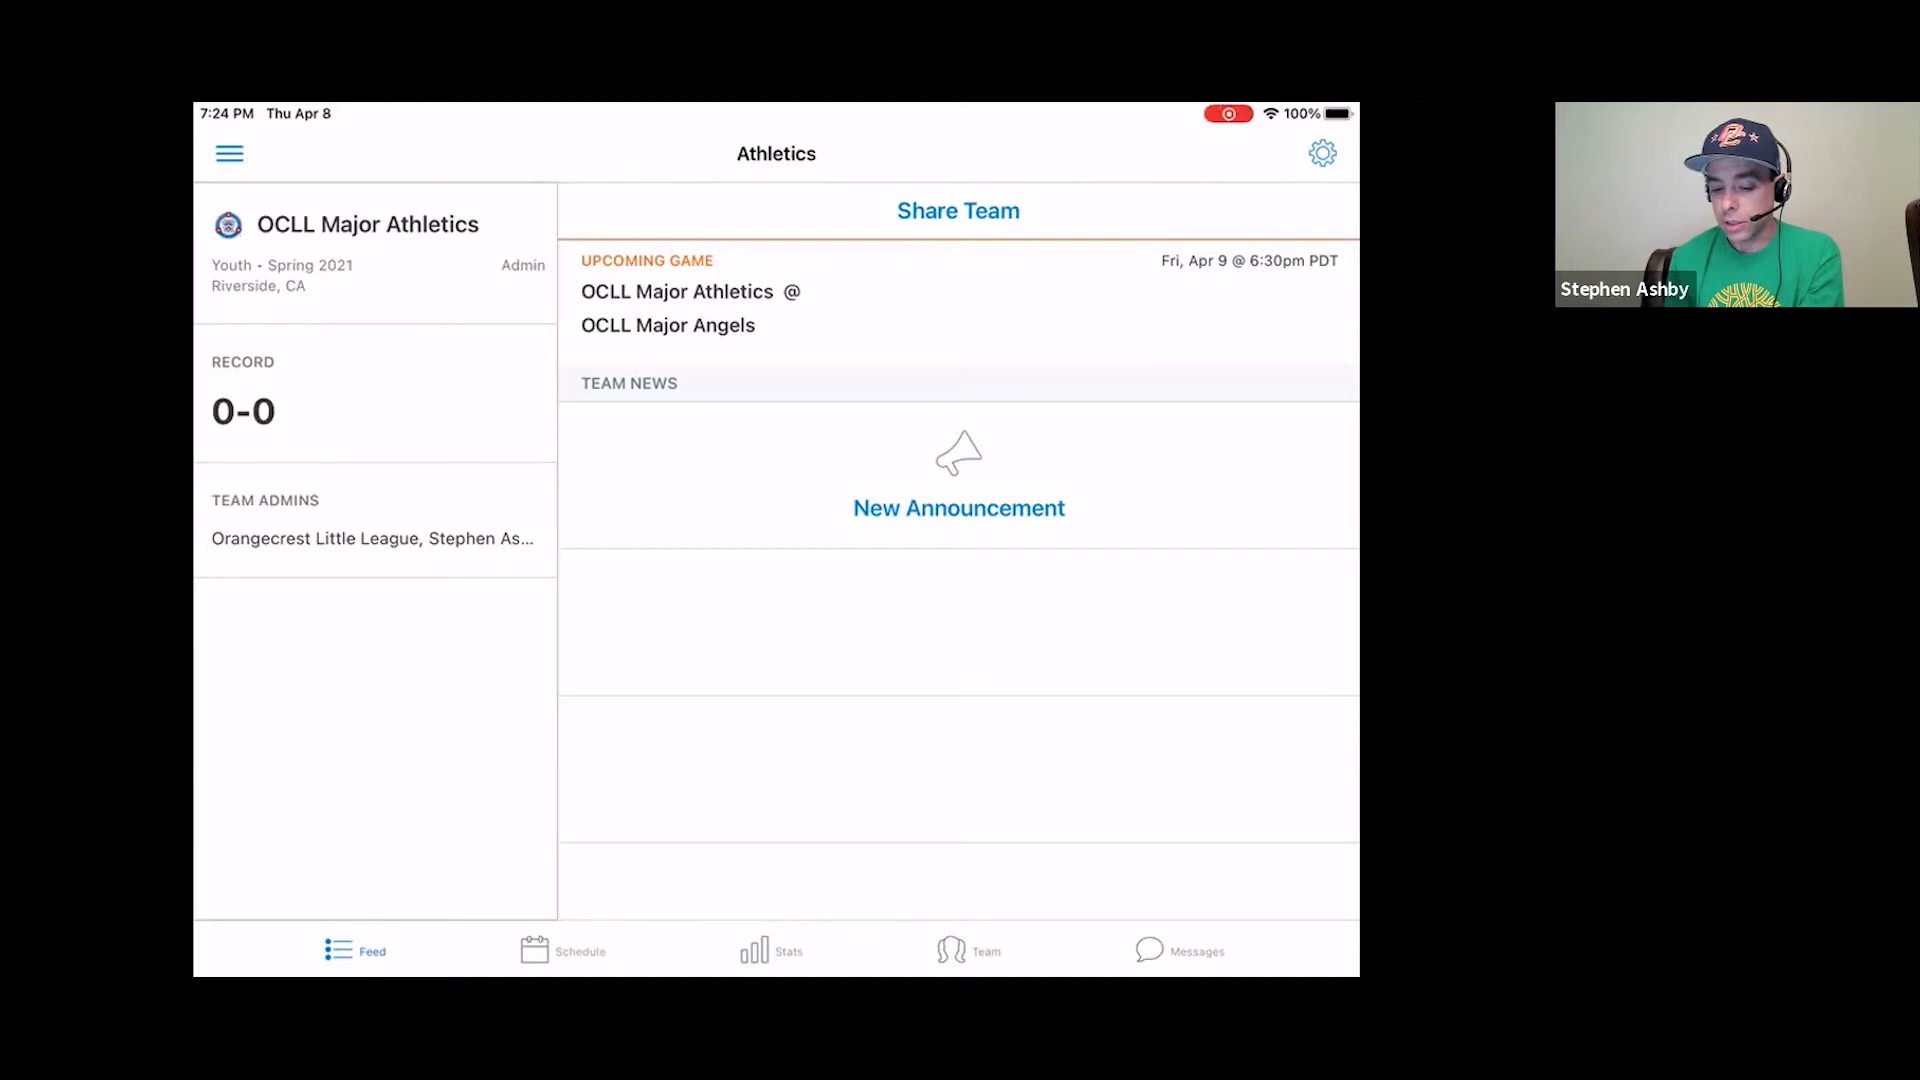 7:24 PM Thu Apr 8
100%
Athletics
OCLL Major Athletics
Youth • Spring 2021
Admin
Riverside, CA
RECORD
0-0
TEAM ADMINS
Orangecrest Little League, Stephen As...
Share Team
UPCOMING GAME
Fri, Apr 9 @ 6:30pm PDT
OCLL Major Athletics @
OCLL Major Angels
TEAM NEWS
New Announcement
Feed
Schedule
Stats
Team
Messages
Stephen Ashby